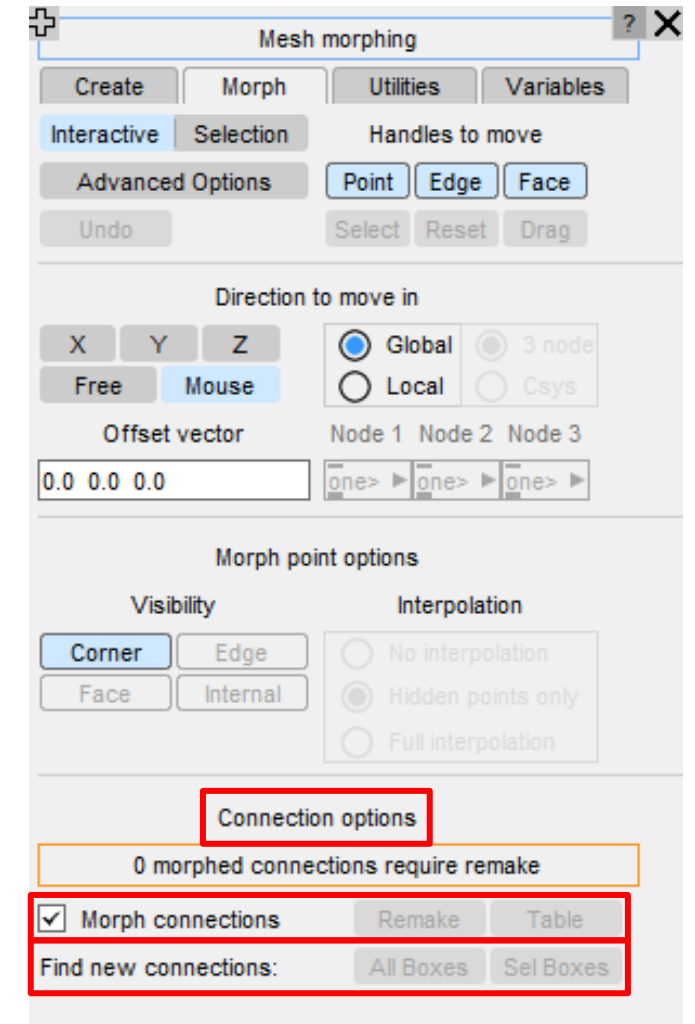 ? X
Mesh morphing
Create Morph Utilities Variables
Interactive Selection Handles to move
Advanced Options Point Edge Face
Undo Select Reset Drag
Direction to move in
X Y Z Global 3 node
Free Mouse Local Csys
Offset vector Node 1 Node 2 Node 3
0.0 0.0 0.0 one> one> one>
Morph point options
Visibility Interpolation
Corner Edge No interpolation
Face Internal Hidden points only
Full interpolation
Connection options
0 morphed connections require remake
Morph connections Remake Table
Find new connections: All Boxes Sel Boxes